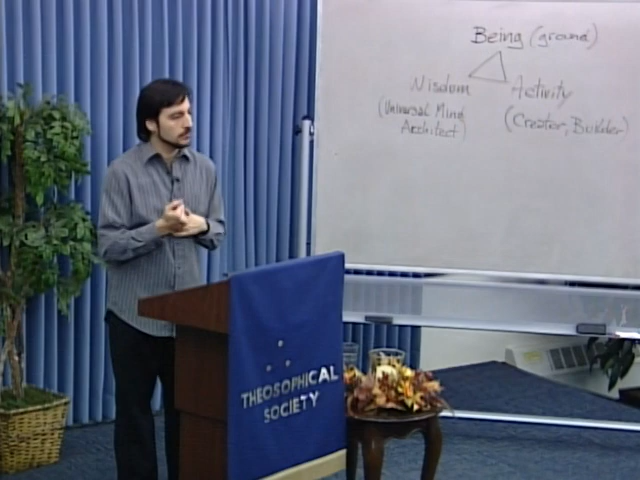 Being (ground)
Wisdom
Activity
(Universal Mind
Architect)
(Creator, Builder)
THEOSOPHICAL
SOCIETY